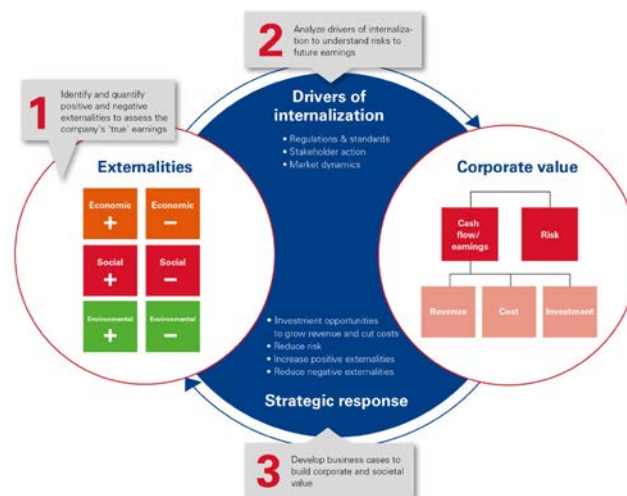 2
Analyze drivers of internaliza-
tion to understand risks to
future earnings
1
Identify and quantify
positive and negative
externalities to assess the
company's 'true' earnings
Drivers of
internalization
• Regulations & standards
• Stakeholder action
• Market dynamics
Externalities
Economic
+
Economic
–
Social
+
Social
–
Environmental
+
Environmental
–
Corporate value
Cash
flow/
earnings
Risk
Revenue
Cost
Investment
• Investment opportunities
to grow revenue and cut costs
• Reduce risk
• Increase positive externalities
• Reduce negative externalities
Strategic response
3
Develop business cases to
build corporate and societal
value